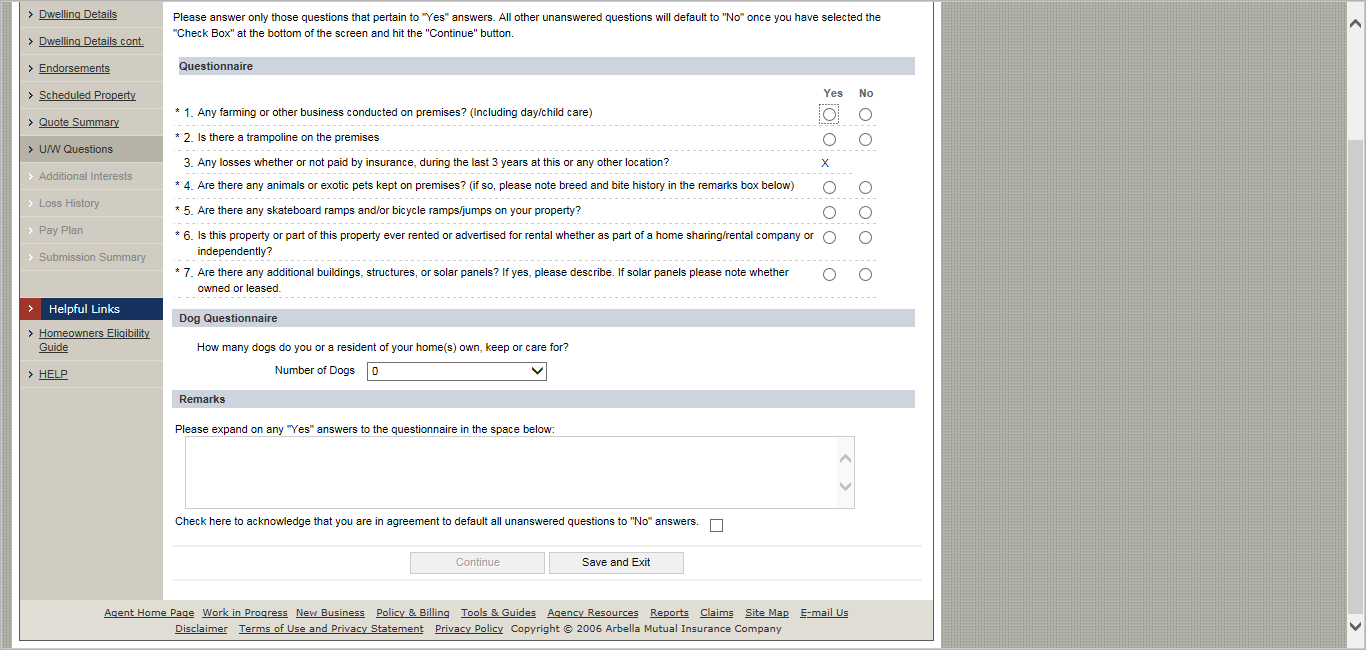 Dwelling Details
Dwelling Details cont.
Endorsements
Scheduled Property
Quote Summary
U/W Questions
Additional Interests
Loss History
Pay Plan
Submission Summary
Helpful Links
Homeowners Eligibility
Guide
HELP
Please answer only those questions that pertain to "Yes" answers. All other unanswered questions will default to "No" once you have selected the
"Check Box" at the bottom of the screen and hit the "Continue" button.
Questionnaire
Yes No
* 1. Any farming or other business conducted on premises? (Including day/child care)
* 2. Is there a trampoline on the premises
3. Any losses whether or not paid by insurance, during the last 3 years at this or any other location? X
* 4. Are there any animals or exotic pets kept on premises? (if so, please note breed and bite history in the remarks box below)
* 5. Are there any skateboard ramps and/or bicycle ramps/jumps on your property?
* 6. Is this property or part of this property ever rented or advertised for rental whether as part of a home sharing/rental company or
independently?
* 7. Are there any additional buildings, structures, or solar panels? If yes, please describe. If solar panels please note whether
owned or leased.
Dog Questionnaire
How many dogs do you or a resident of your home(s) own, keep or care for?
Number of Dogs 0
Remarks
Please expand on any "Yes" answers to the questionnaire in the space below:
Check here to acknowledge that you are in agreement to default all unanswered questions to "No" answers.
Continue Save and Exit
Agent Home Page Work in Progress New Business Policy & Billing Tools & Guides Agency Resources Reports Claims Site Map E-mail Us
Disclaimer Terms of Use and Privacy Statement Privacy Policy Copyright © 2006 Arbella Mutual Insurance Company